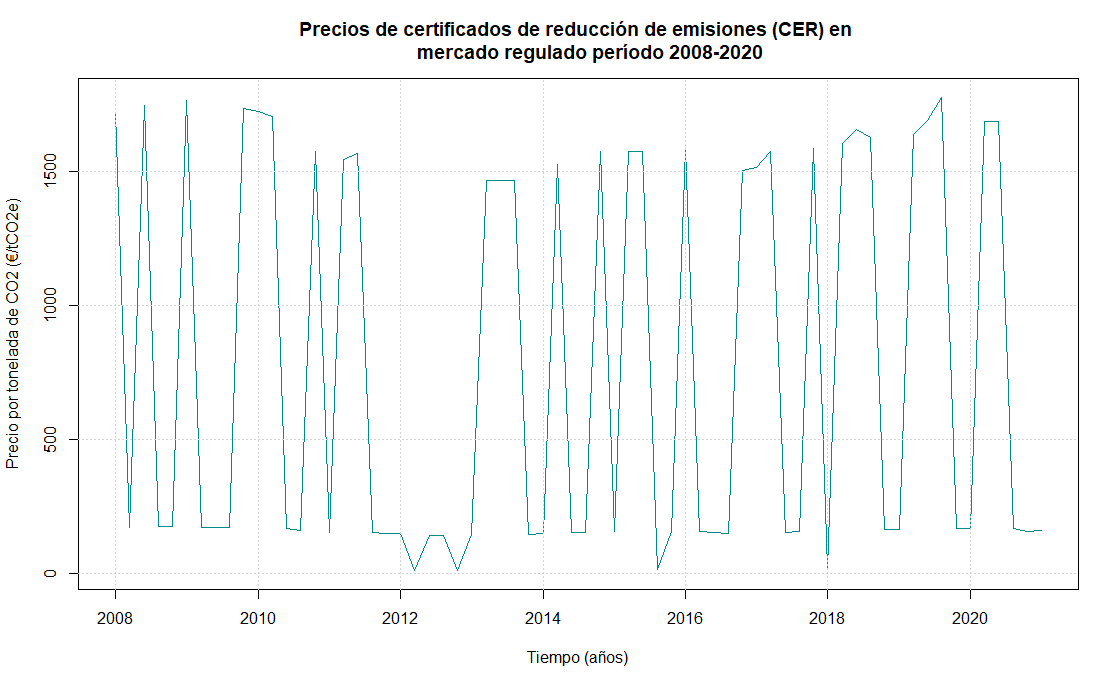 Precios de certificados de reducción de emisiones (CER) en
mercado regulado período 2008-2020
Precio por tonelada de CO2 (€/tCO2e)
1500
1000
500
0
2008 2010 2012 2014 2016 2018 2020
Tiempo (años)